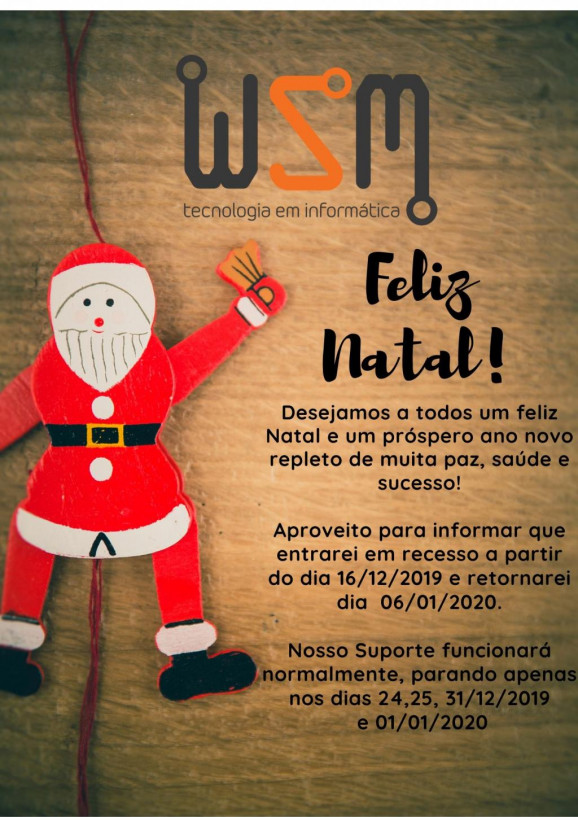 WSM
tecnologia em informática
Feliz
Natal!
Desejamos a todos um feliz
Natal e um próspero ano novo
repleto de muita paz, saúde e
sucesso!
Aproveito para informar que
entrarei em recesso a partir
do dia 16/12/2019 e retornarei
dia 06/01/2020.
Nosso Suporte funcionará
normalmente, parando apenas
nos dias 24,25, 31/12/2019
e 01/01/2020